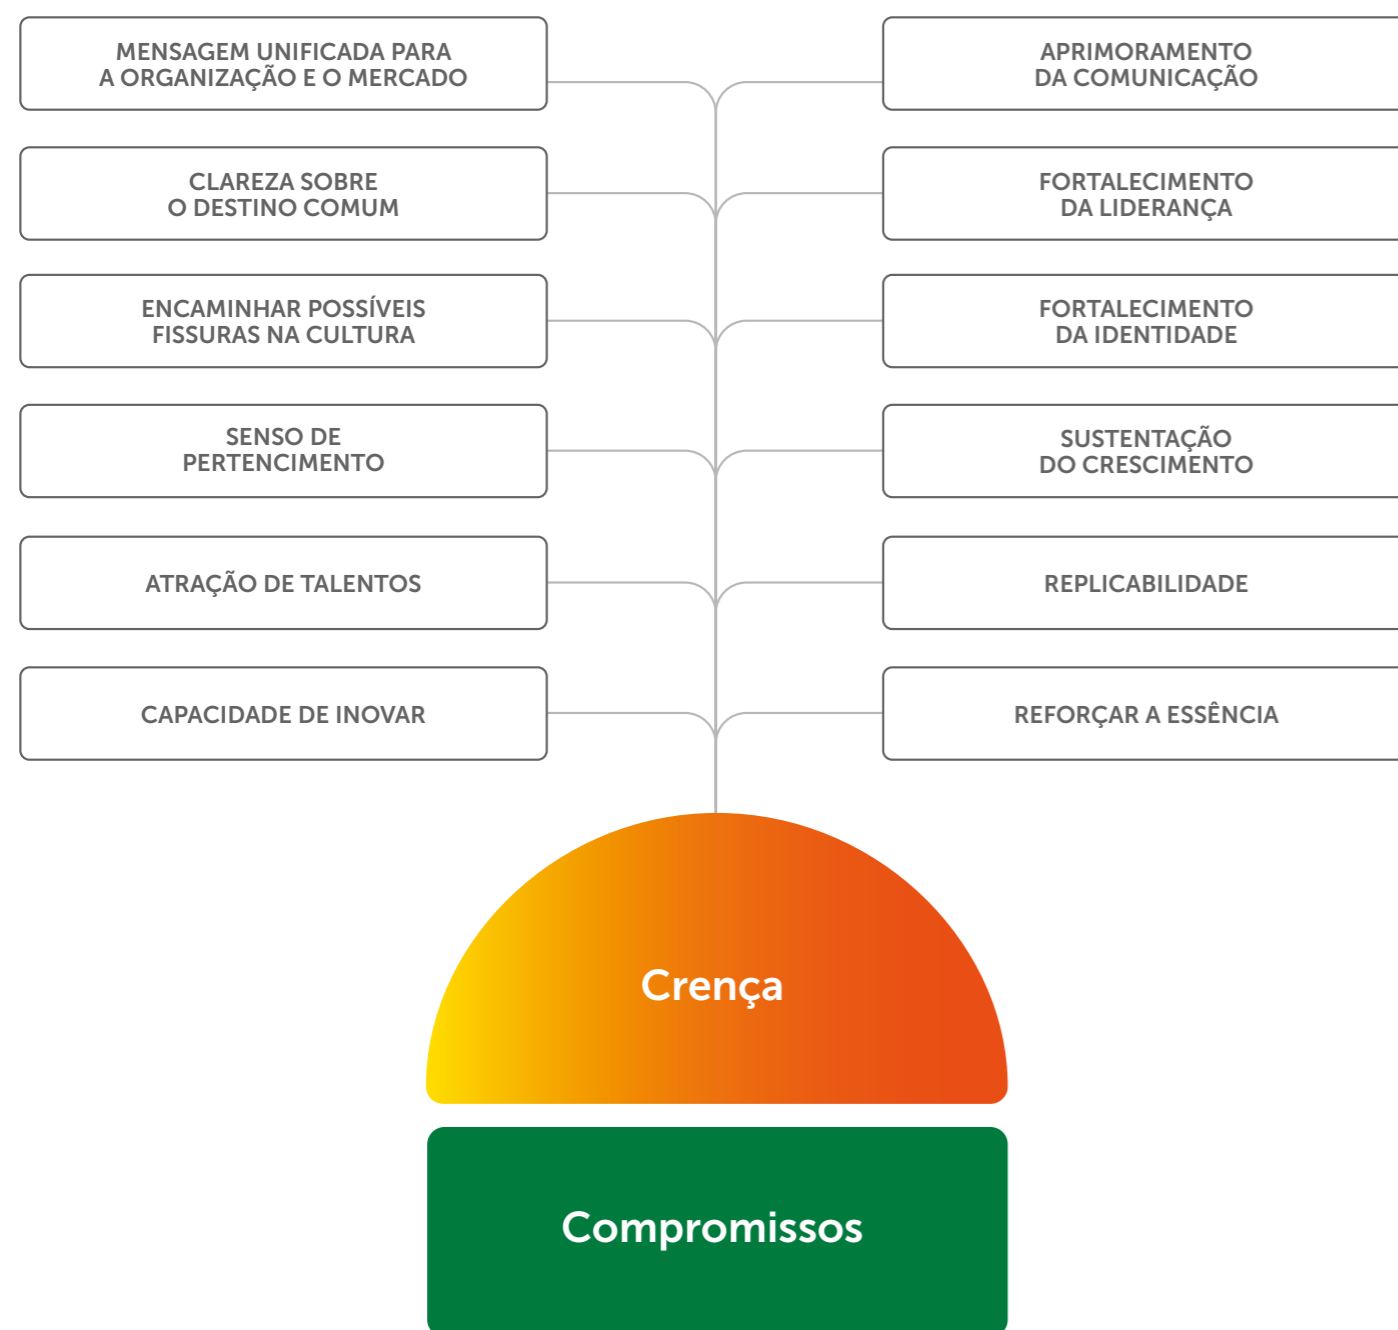 MENSAGEM UNIFICADA PARA
A ORGANIZAÇÃO E O MERCADO
APRIMORAMENTO
DA COMUNICAÇÃO
CLAREZA SOBRE
O DESTINO COMUM
FORTALECIMENTO
DA LIDERANÇA
ENCAMINHAR POSSÍVEIS
FISSURAS NA CULTURA
FORTALECIMENTO
DA IDENTIDADE
SENSO DE
PERTENCIMENTO
SUSTENTAÇÃO
DO CRESCIMENTO
ATRAÇÃO DE TALENTOS
REPLICABILIDADE
CAPACIDADE DE INOVAR
REFORÇAR A ESSÊNCIA
Crença
Compromissos